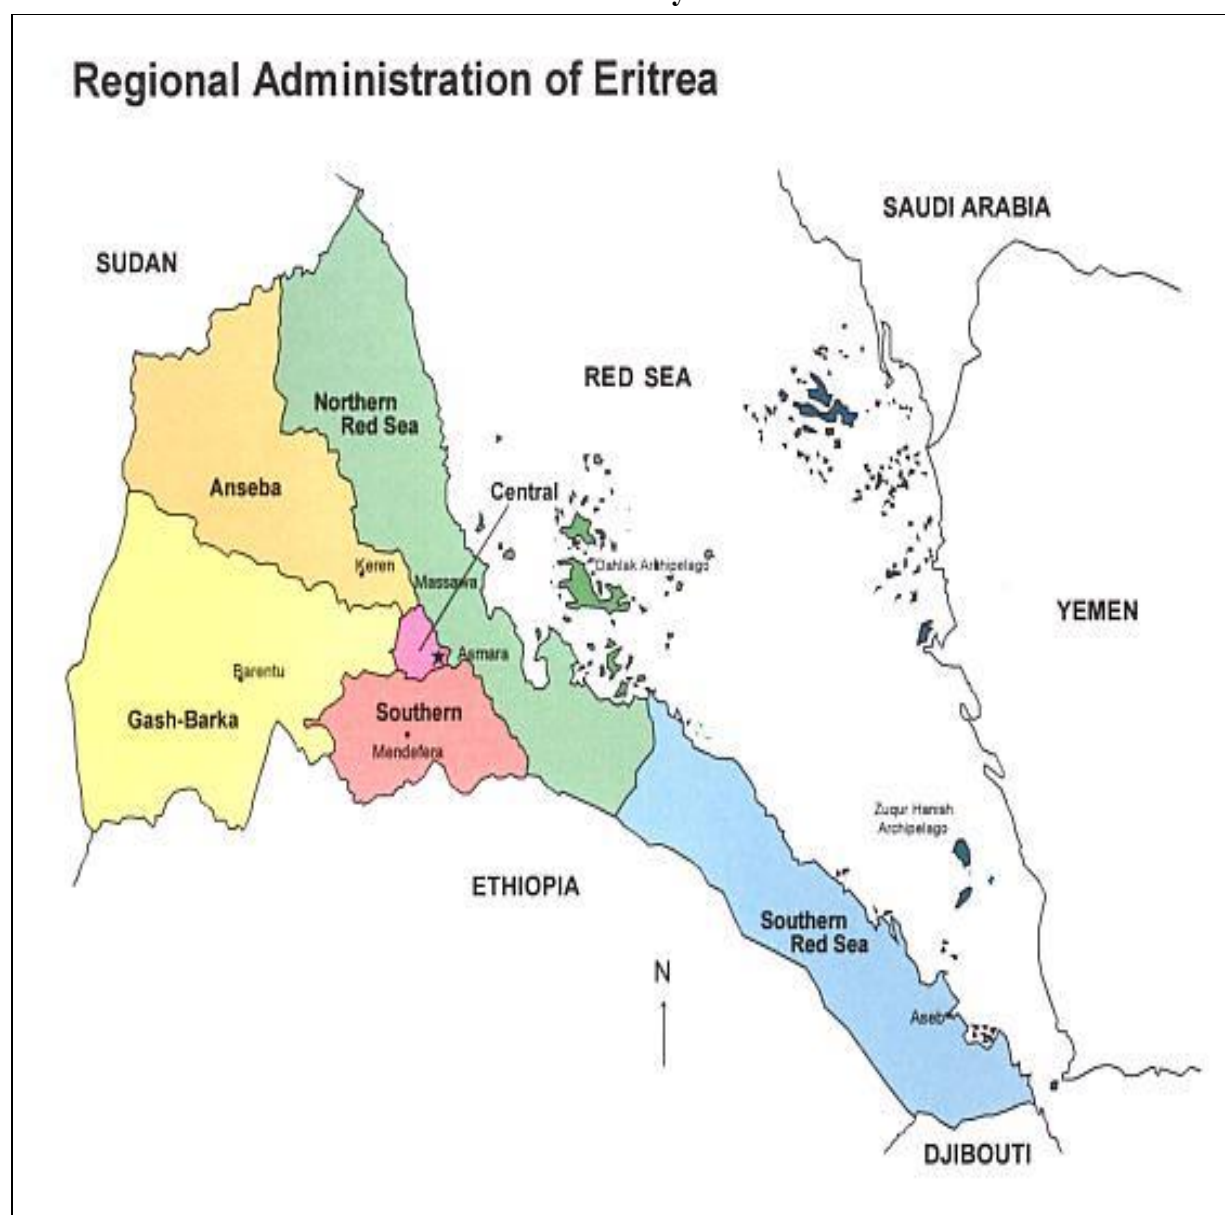 Regional Administration of Eritrea
SAUDI ARABIA
SUDAN
RED SEA
Northern
Red Sea
Anseba
Central
Keren
Massawa
Dahlak Archipelago
YEMEN
Asmara
Barentu
Gash-Barka
Southern
Mendefera
Zuqur Hanish
Archipelago
ETHIOPIA
Southern
Red Sea
N
Aseb
DJIBOUTI